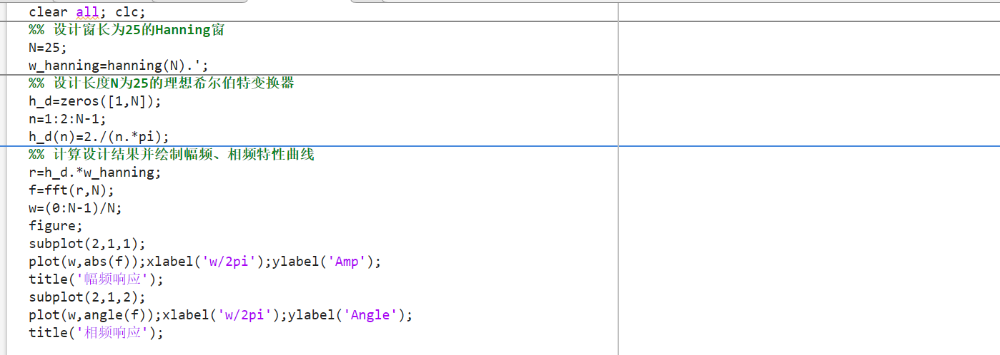 clear all; clc;
%% 设计窗长为25的Hanning窗
N=25;
w_hanning=hanning(N).';
%% 设计长度N为25的理想希尔伯特变换器
h_d=zeros([1,N]);
n=1:2:N-1;
h_d(n)=2./(n.*pi);
%% 计算设计结果并绘制幅频、相频特性曲线
r=h_d.*w_hanning;
f=fft(r,N);
w=(0:N-1)/N;
figure;
subplot(2,1,1);
plot(w,abs(f));xlabel('w/2pi');ylabel('Amp');
title('幅频响应');
subplot(2,1,2);
plot(w,angle(f));xlabel('w/2pi');ylabel('Angle');
title('相频响应');